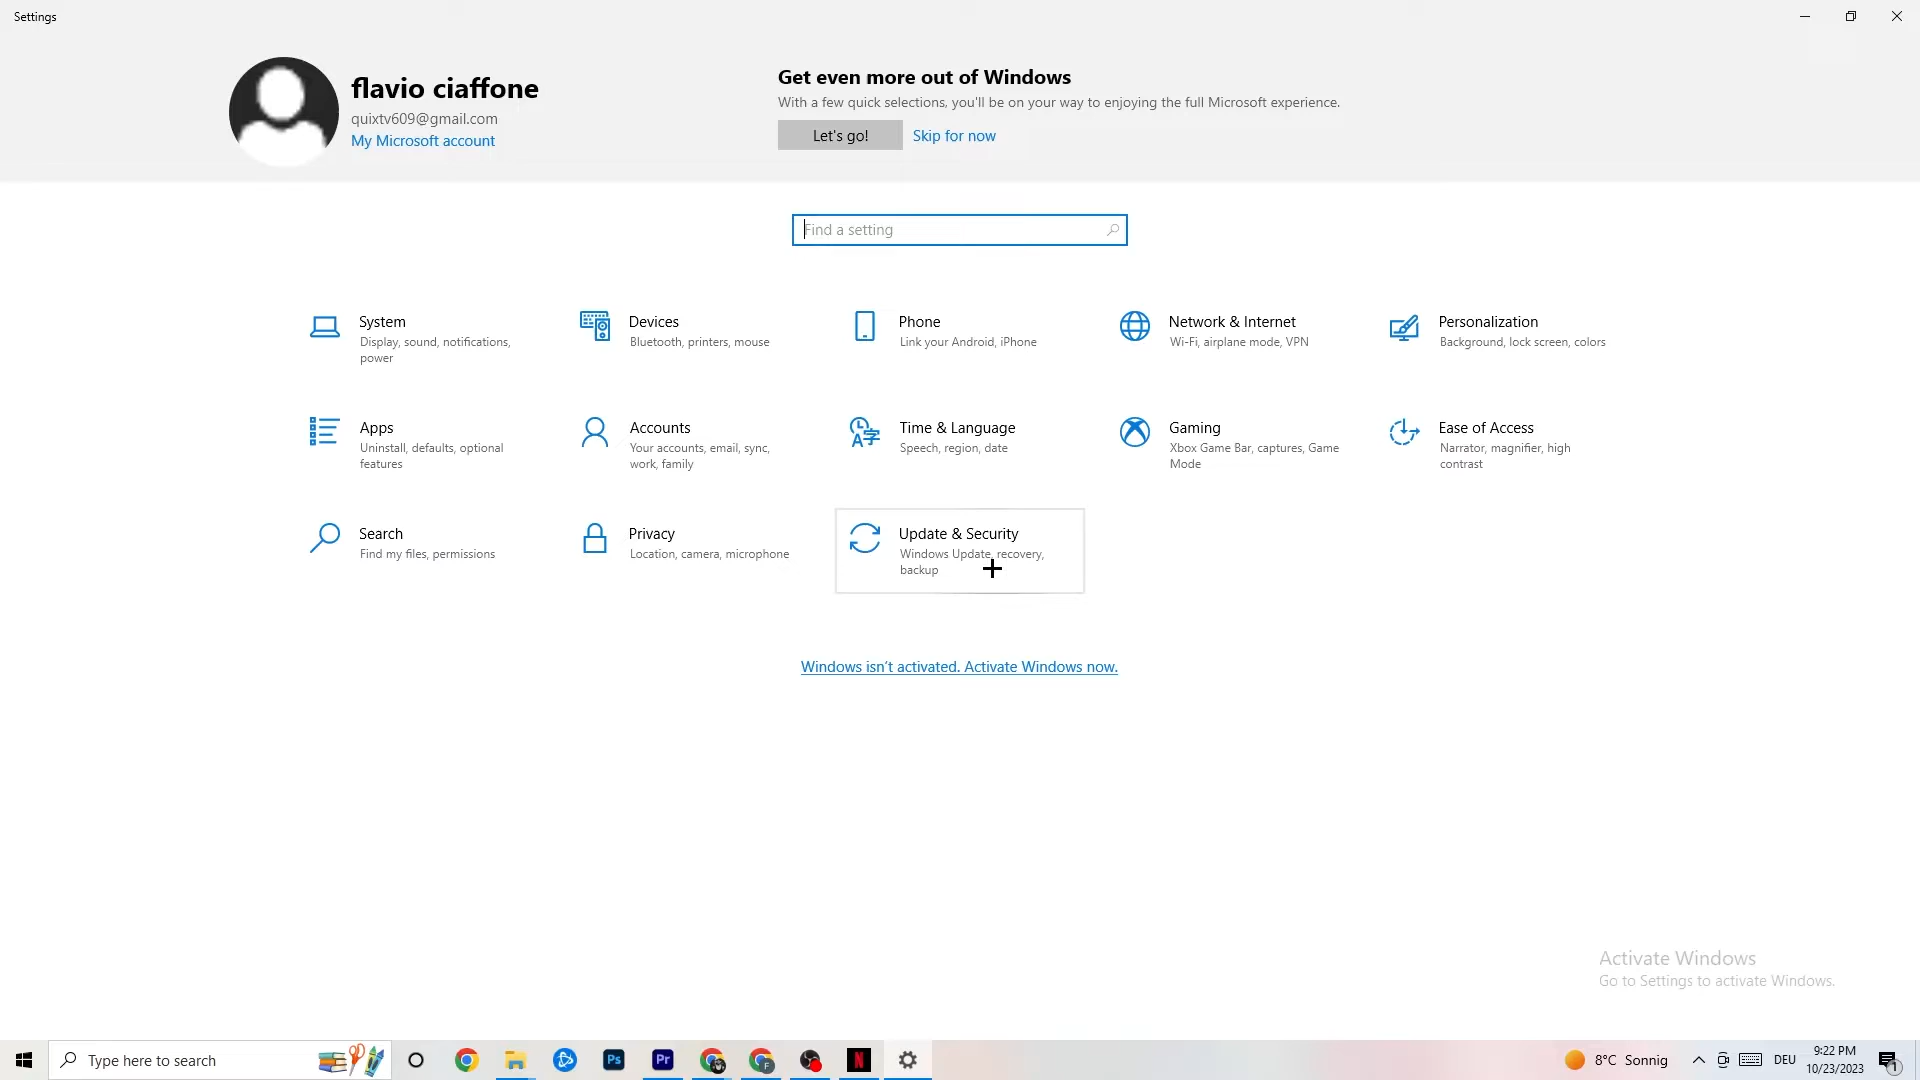 Settings
flavio ciaffone
quixtv609@gmail.com
My Microsoft account
Get even more out of Windows
With a few quick selections, you'll be on your way to enjoying the full Microsoft experience.
Let's go!
Skip for now
Find a setting
System
Display, sound, notifications,
power
Devices
Bluetooth, printers, mouse
Phone
Link your Android, iPhone
Network & Internet
Wi-Fi, airplane mode, VPN
Personalization
Background, lock screen, colors
Apps
Uninstall, defaults, optional
features
Accounts
Your accounts, email, sync,
work, family
Time & Language
Speech, region, date
Gaming
Xbox Game Bar, captures, Game
Mode
Ease of Access
Narrator, magnifier, high
contrast
Search
Find my files, permissions
Privacy
Location, camera, microphone
Update & Security
Windows Update, recovery,
backup
Windows isn't activated. Activate Windows now.
Activate Windows
Go to Settings to activate Windows.
Type here to search
Ps
Pr
F
N
8°C Sonnig
DEU
9:22 PM
10/23/2023
1